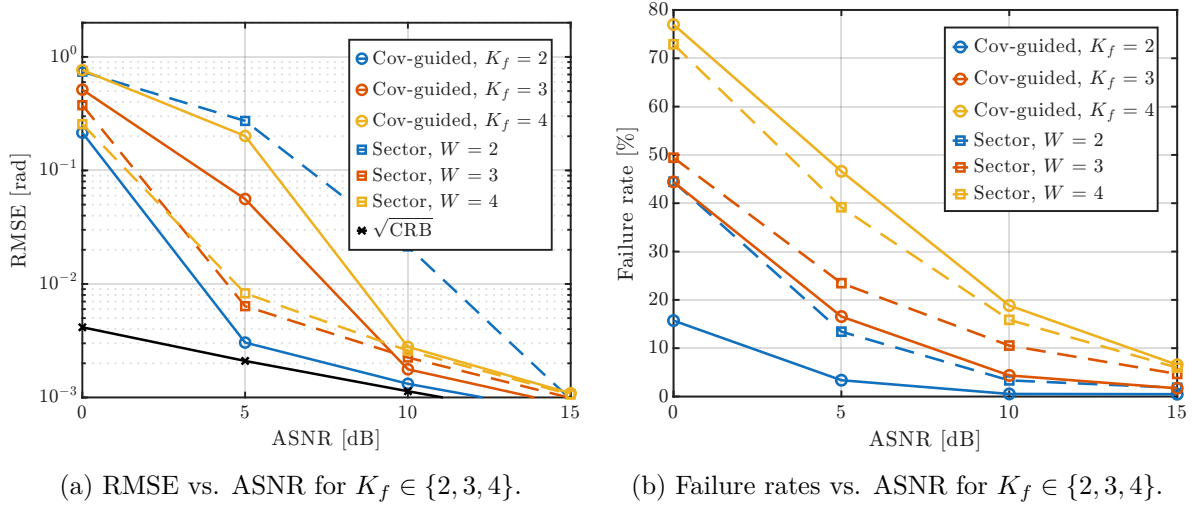 10^0
10^{-1}
10^{-2}
10^{-3}
RMSE [rad]
0
5
10
15
ASNR [dB]
Cov-guided, K_f = 2
Cov-guided, K_f = 3
Cov-guided, K_f = 4
Sector, W = 2
Sector, W = 3
Sector, W = 4
√CRB
(a) RMSE vs. ASNR for K_f ∈ {2, 3, 4}.
80
70
60
50
40
30
20
10
0
Failure rate [%]
0
5
10
15
ASNR [dB]
Cov-guided, K_f = 2
Cov-guided, K_f = 3
Cov-guided, K_f = 4
Sector, W = 2
Sector, W = 3
Sector, W = 4
(b) Failure rates vs. ASNR for K_f ∈ {2, 3, 4}.